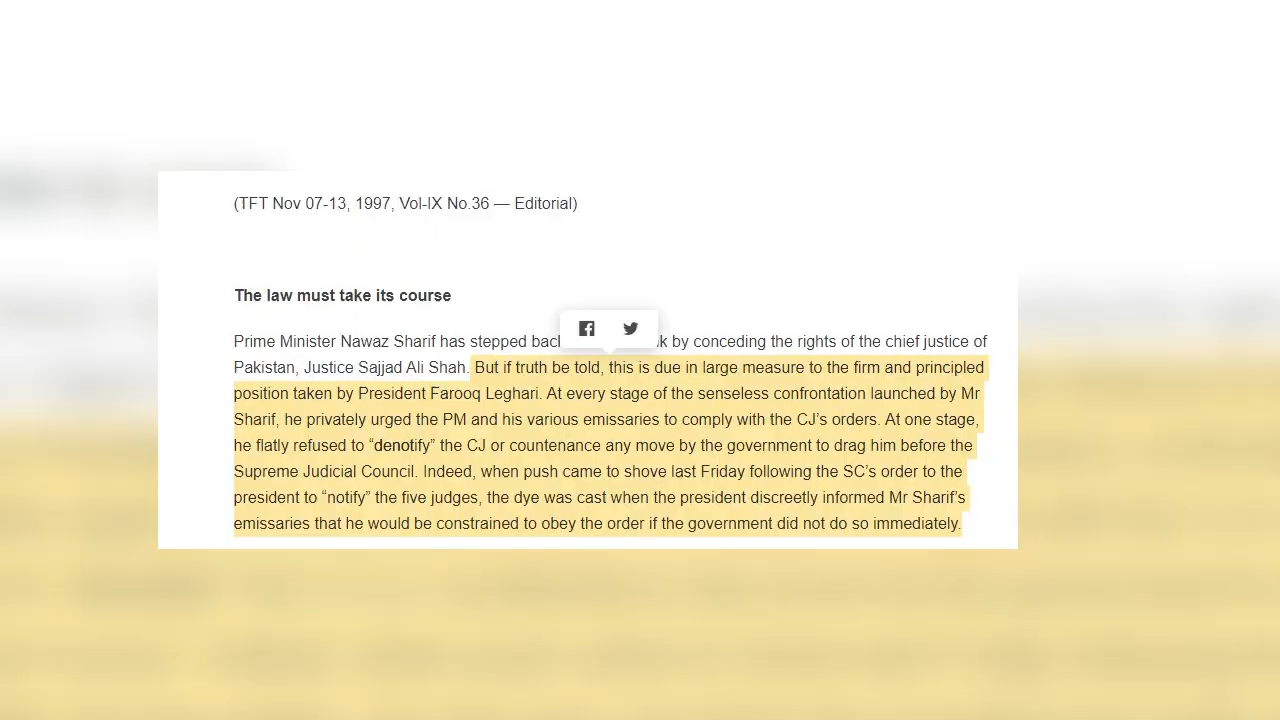 (TFT Nov 07-13, 1997, Vol-IX No.36 — Editorial)
The law must take its course
Prime Minister Nawaz Sharif has stepped by conceding the rights of the chief justice of
Pakistan, Justice Sajjad Ali Shah. But if truth be told, this is due in large measure to the firm and principled
position taken by President Farooq Leghari. At every stage of the senseless confrontation launched by Mr
Sharif, he privately urged the PM and his various emissaries to comply with the CJ’s orders. At one stage,
he flatly refused to “denotify” the CJ or countenance any move by the government to drag him before the
Supreme Judicial Council. Indeed, when push came to shove last Friday following the SC’s order to the
president to “notify” the five judges, the dye was cast when the president discreetly informed Mr Sharif’s
emissaries that he would be constrained to obey the order if the government did not do so immediately.